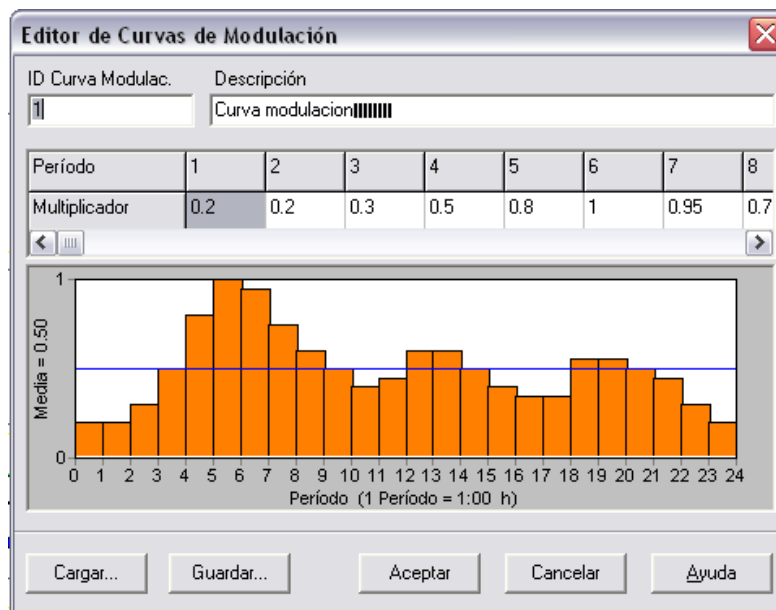 Editor de Curvas de Modulación
ID Curva Modulac. Descripción
1 Curva modulacion
Período 1 2 3 4 5 6 7 8
Multiplicador 0.2 0.2 0.3 0.5 0.8 1 0.95 0.7
1
Media = 0.50
0
0 1 2 3 4 5 6 7 8 9 10 11 12 13 14 15 16 17 18 19 20 21 22 23 24
Período (1 Período = 1:00 h)
Cargar... Guardar... Aceptar Cancelar Ayuda